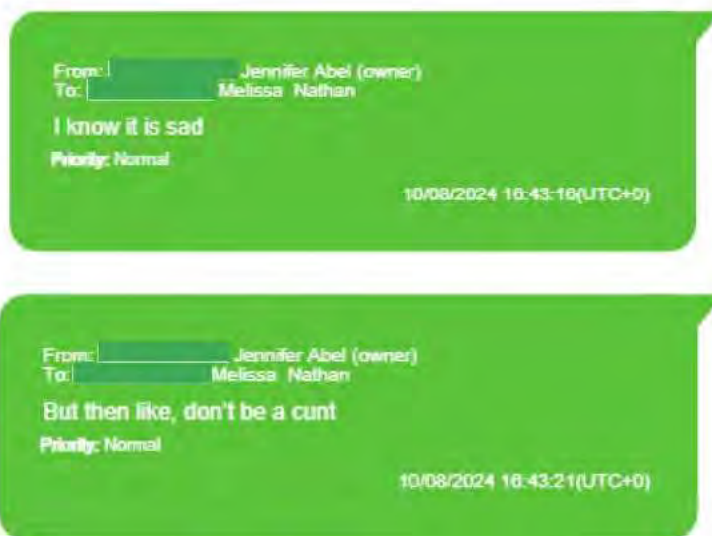 From: Jennifer Abel (owner)
To: Melissa Nathan
I know it is sad
Priority: Normal
10/08/2024 16:43:16(UTC+0)
From: Jennifer Abel (owner)
To: Melissa Nathan
But then like, don't be a cunt
Priority: Normal
10/08/2024 16:43:21(UTC+0)